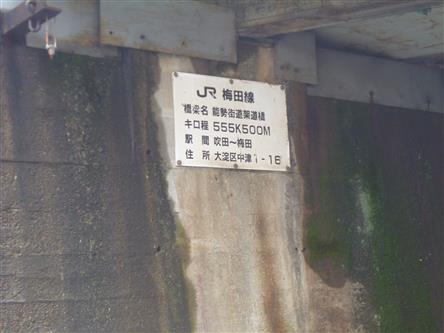 JR 梅田線
橋梁名 能勢街道架道橋
キロ程 555K500M
駅間 吹田〜梅田
住所 大淀区中津1-16